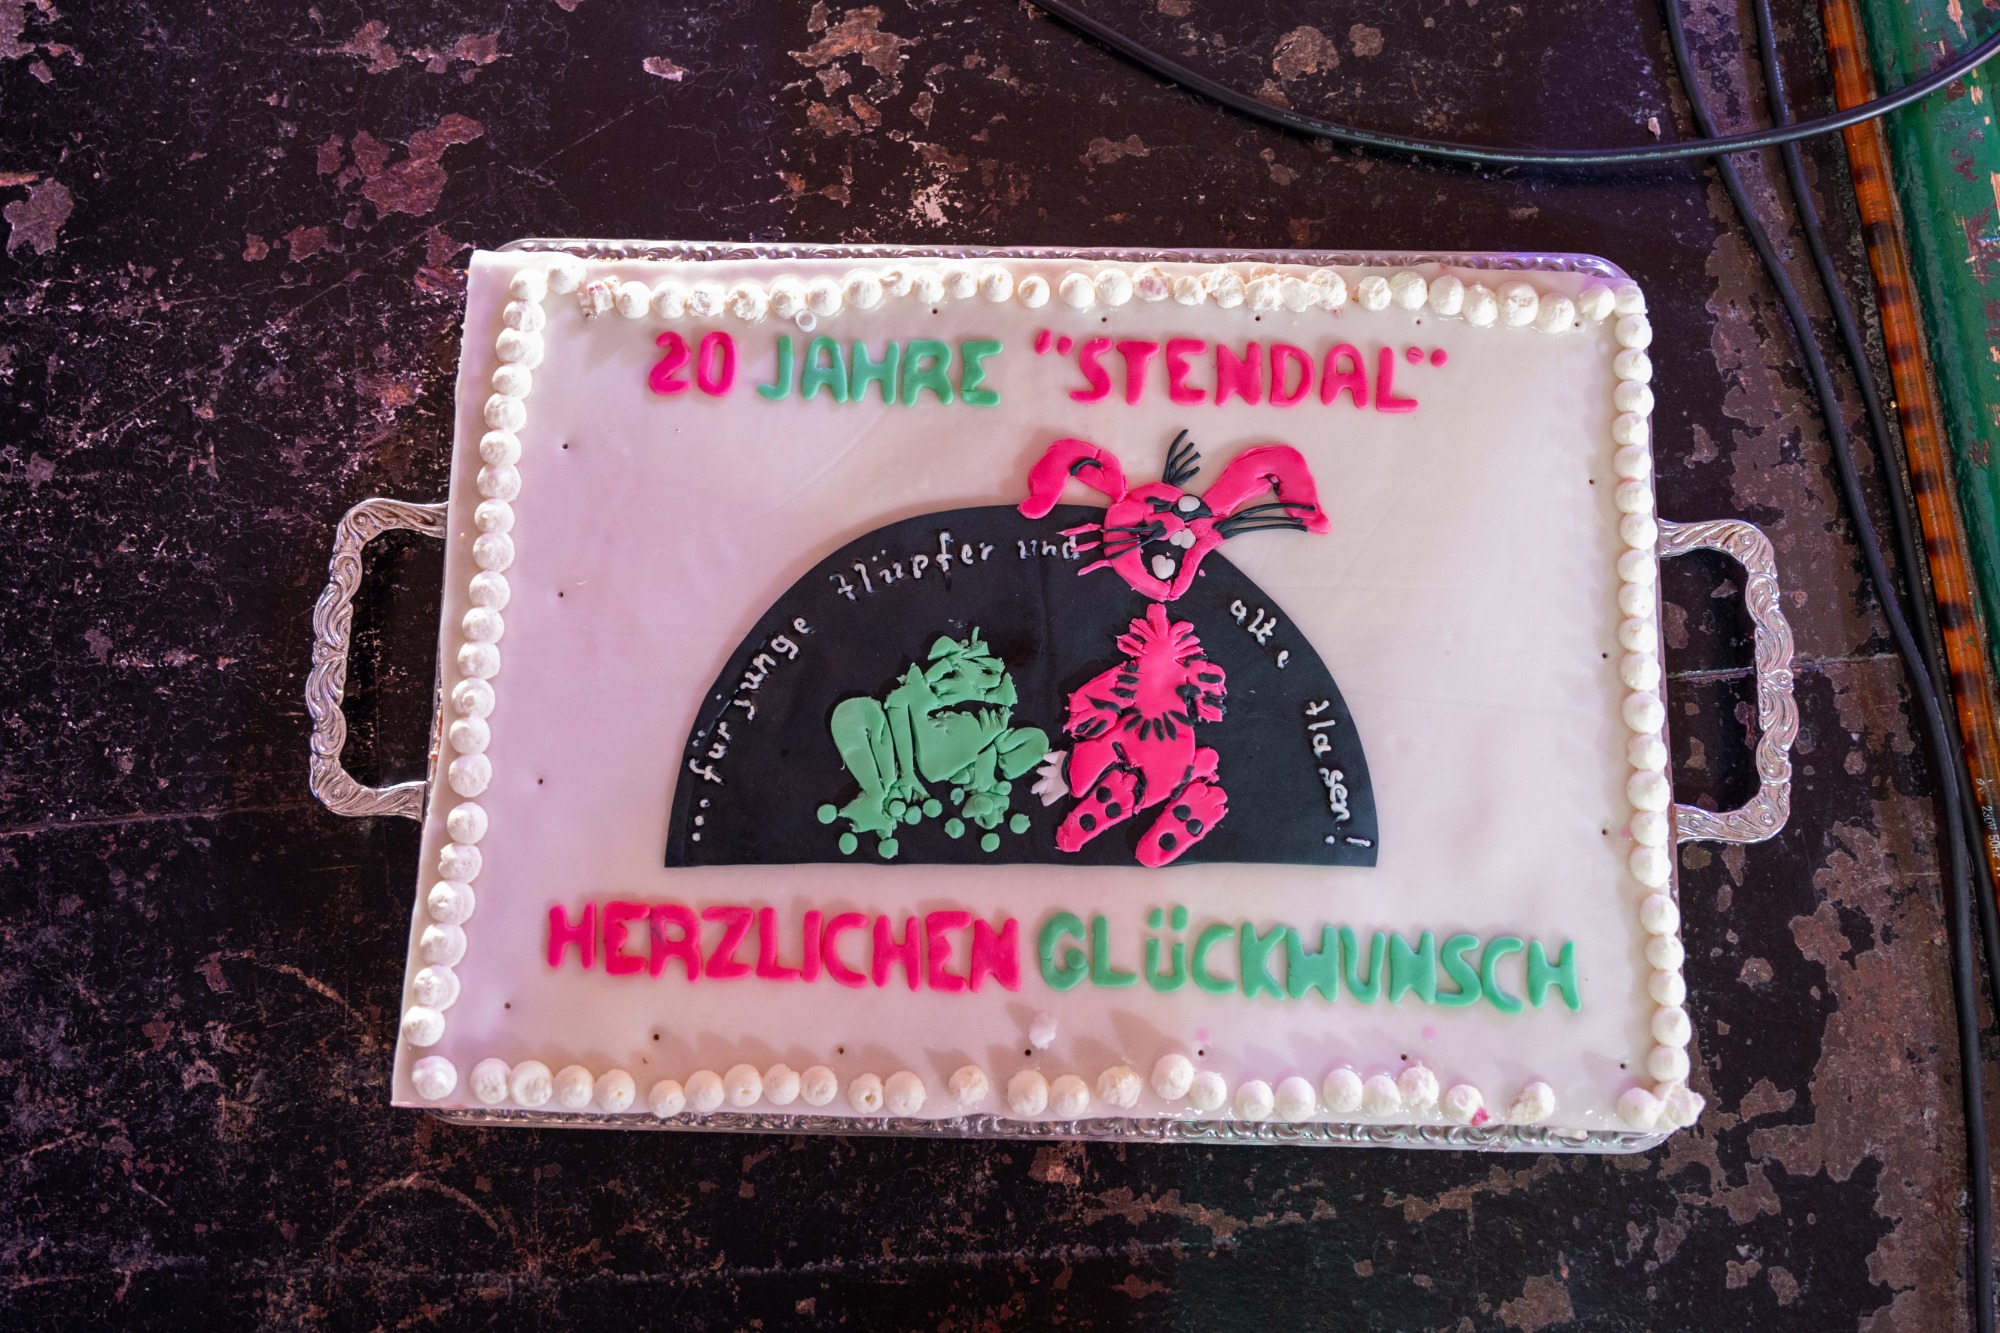 20 JAHRE "STENDAL"
...für junge Hüpfer und alte Hasen!
HERZLICHEN GLÜCKWUNSCH